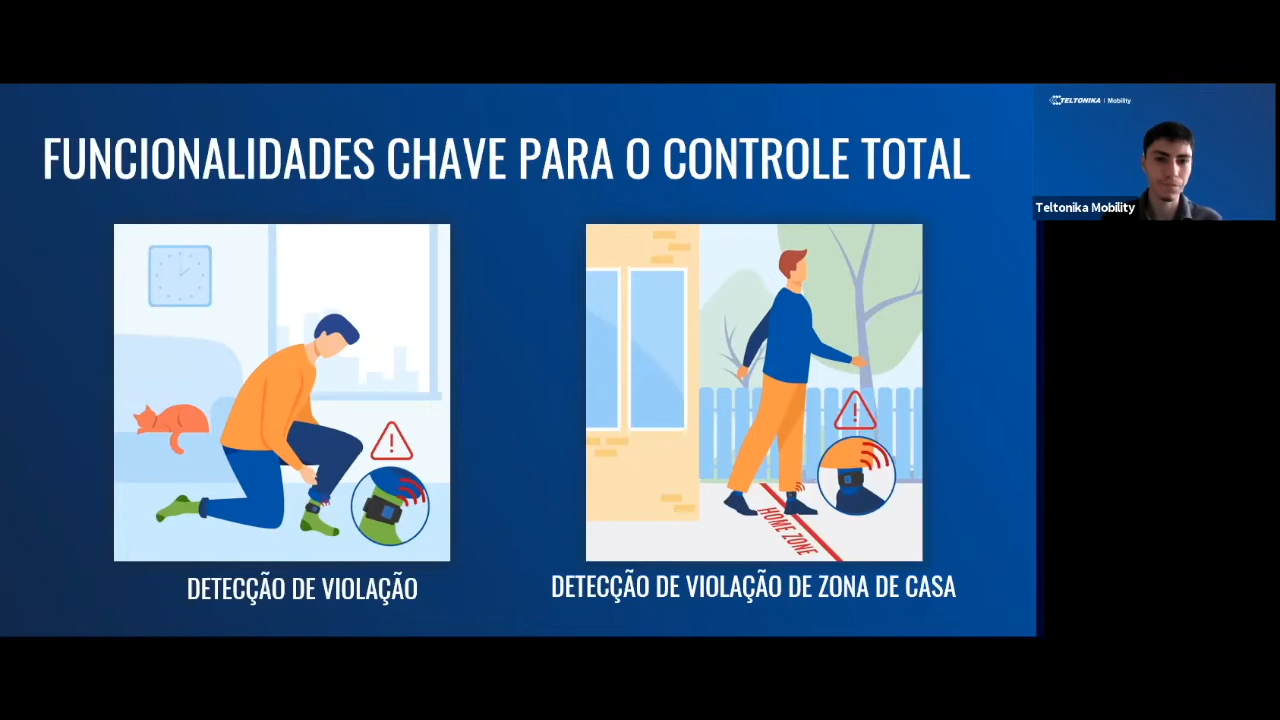 FUNCIONALIDADES CHAVE PARA O CONTROLE TOTAL
TELTONIKA | Mobility
Teltonika Mobility
HOME ZONE
DETECÇÃO DE VIOLAÇÃO
DETECÇÃO DE VIOLAÇÃO DE ZONA DE CASA